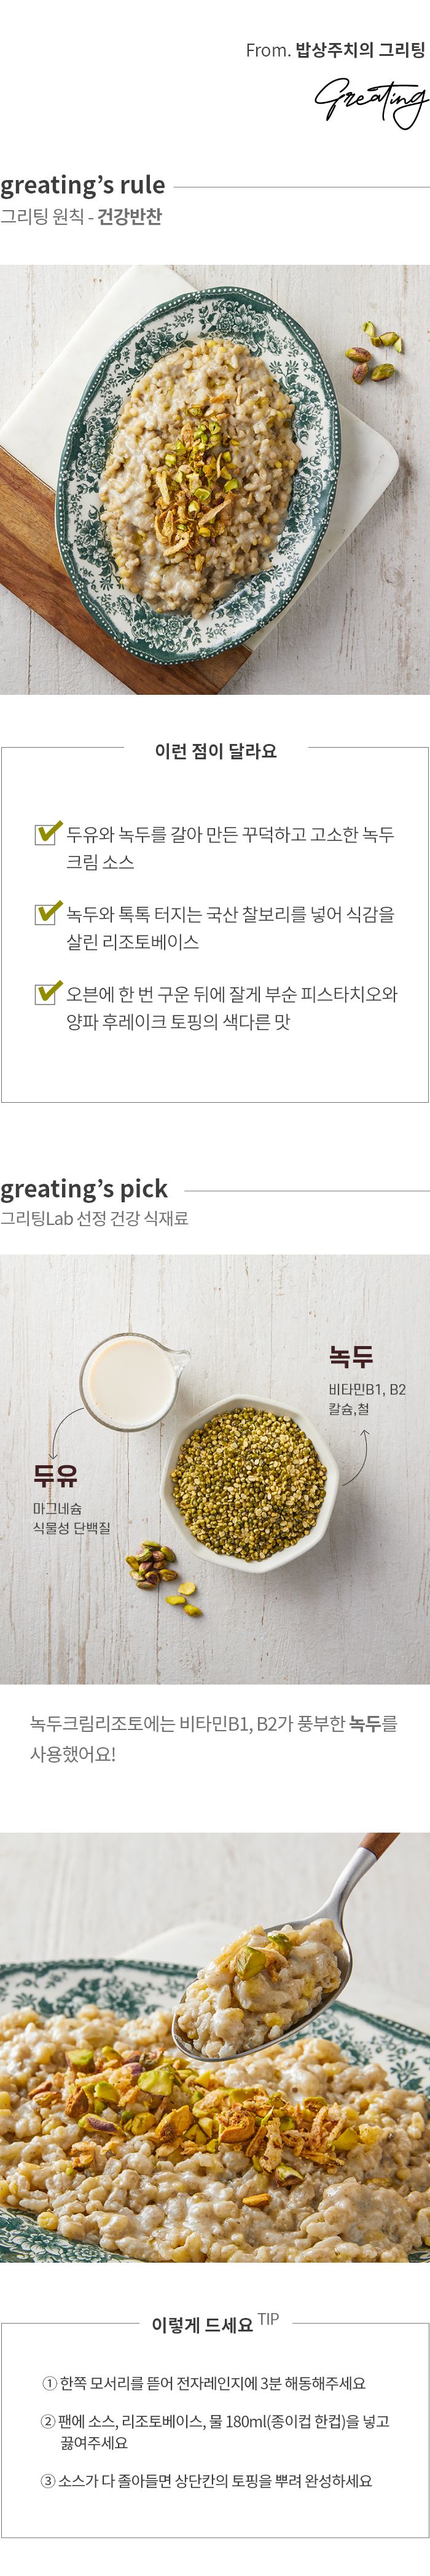 From. 밥상주치의 그리팅
Greating
greating’s rule
그리팅 원칙 - 건강반찬
이런 점이 달라요
두유와 녹두를 갈아 만든 꾸덕하고 고소한 녹두
크림 소스
녹두와 톡톡 터지는 국산 찰보리를 넣어 식감을
살린 리조토베이스
오븐에 한 번 구운 뒤에 잘게 부순 피스타치오와
양파 후레이크 토핑의 색다른 맛
greating’s pick
그리팅Lab 선정 건강 식재료
녹두
비타민B1, B2
칼슘,철
두유
마그네슘
식물성 단백질
녹두크림리조토에는 비타민B1, B2가 풍부한 녹두를
사용했어요!
이렇게 드세요 TIP
① 한쪽 모서리를 뜯어 전자레인지에 3분 해동해주세요
② 팬에 소스, 리조토베이스, 물 180ml(종이컵 한컵)을 넣고
끓여주세요
③ 소스가 다 졸아들면 상단칸의 토핑을 뿌려 완성하세요